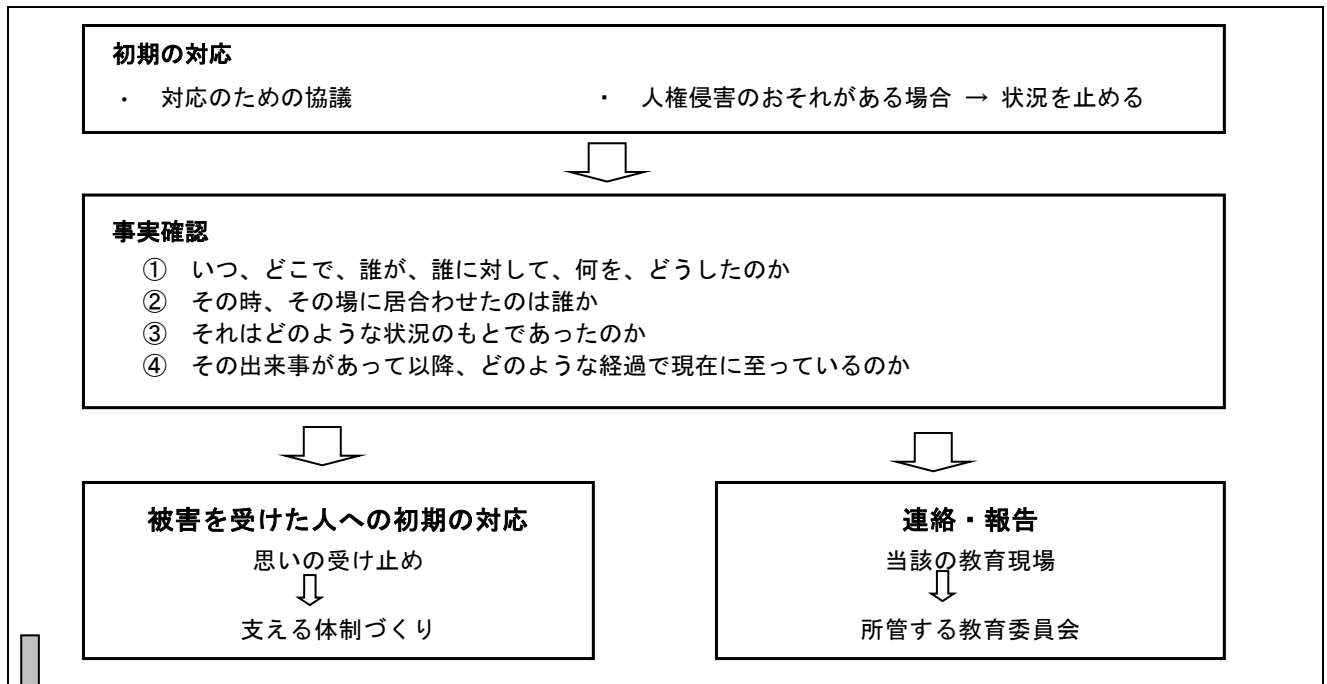 初期の対応
・ 対応のための協議 ・ 人権侵害のおそれがある場合 → 状況を止める
事実確認
① いつ、どこで、誰が、誰に対して、何を、どうしたのか
② その時、その場に居合わせたのは誰か
③ それはどのような状況のもとであったのか
④ その出来事があって以降、どのような経過で現在に至っているのか
被害を受けた人への初期の対応
思いの受け止め
支える体制づくり
連絡・報告
当該の教育現場
所管する教育委員会